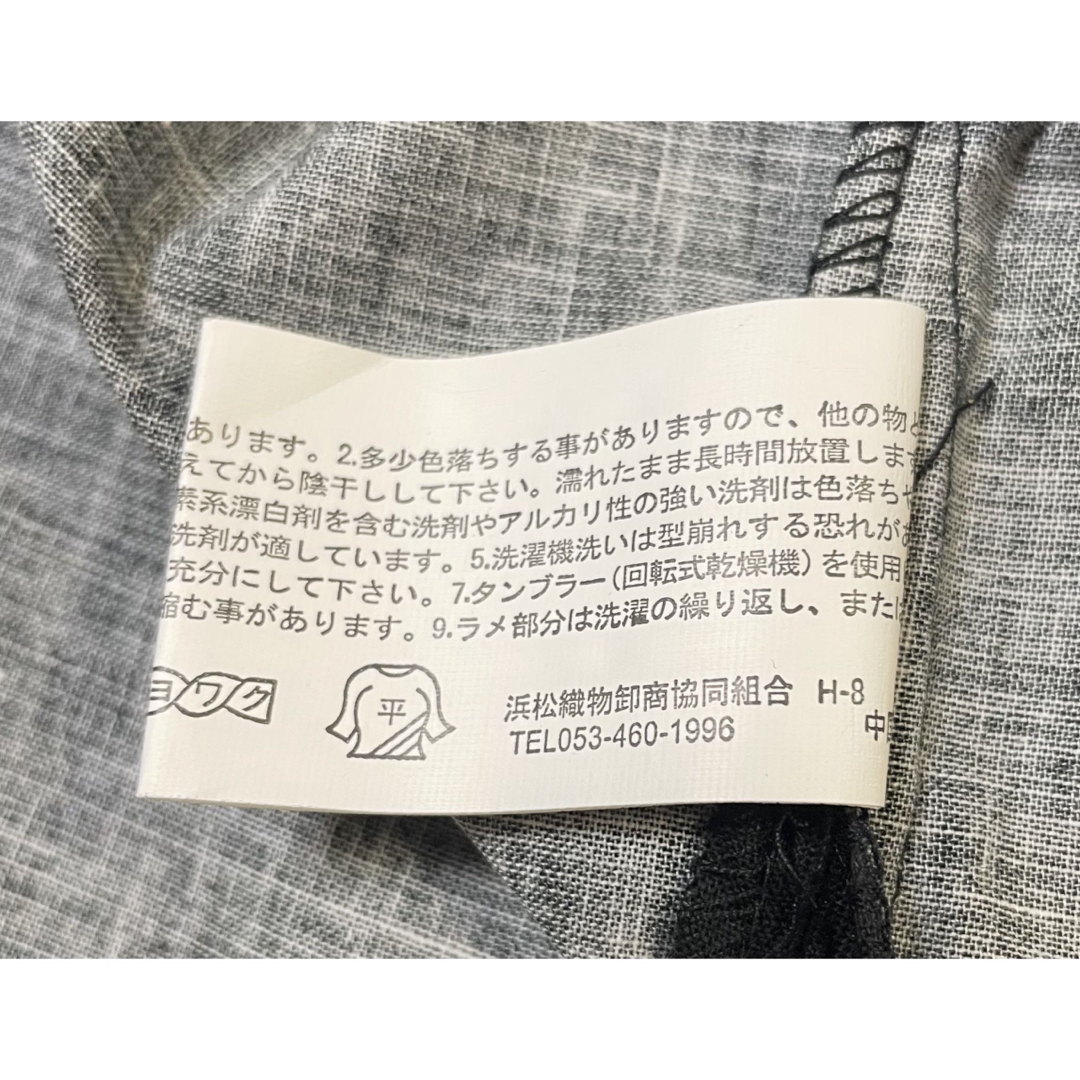 あります。2.多少色落ちする事がありますので、他の物と
えてから陰干しして下さい。濡れたまま長時間放置しま
素系漂白剤を含む洗剤やアルカリ性の強い洗剤は色落ちや
洗剤が適しています。5.洗濯機洗いは型崩れする恐れがあ
充分にして下さい。7.タンブラー(回転式乾燥機)を使用
縮む事があります。9.ラメ部分は洗濯の繰り返し、また
ヨワク
平
浜松織物卸商協同組合 H-8
TEL053-460-1996 中